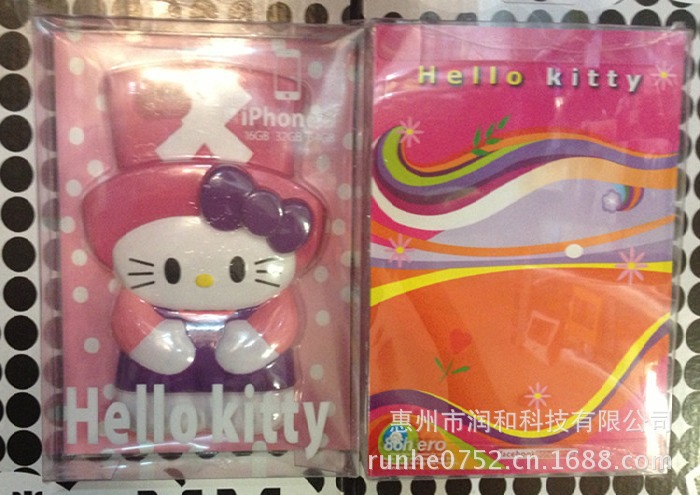 iPhone
16GB 32GB
Hello kitty
Hello kitty
惠州市润和科技有限公司
runhe0752.cn.1688.com